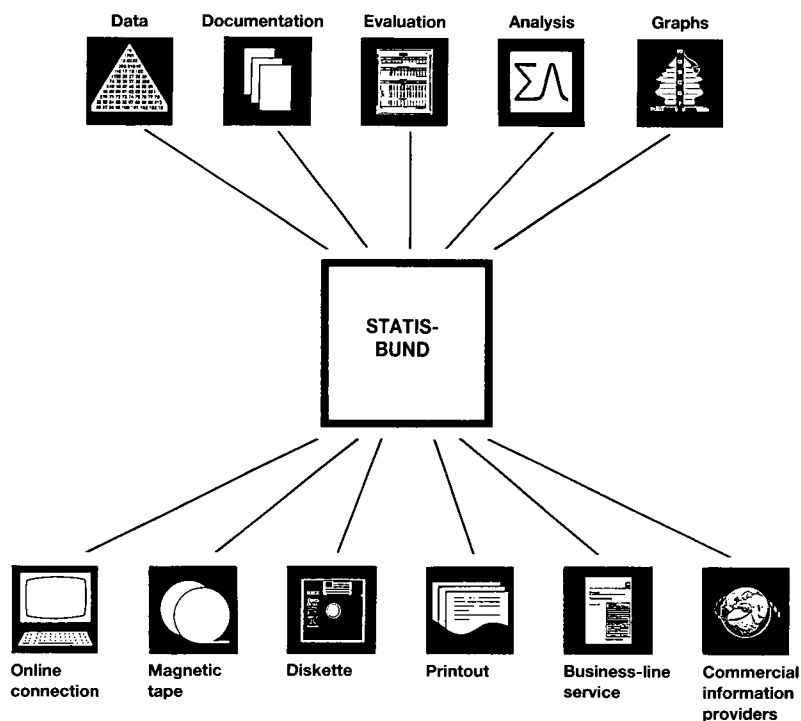 Data Documentation Evaluation Analysis Graphs
ΣΛ
STATIS-
BUND
Online connection
Magnetic tape
Diskette
Printout
Business-line service
Commercial information providers